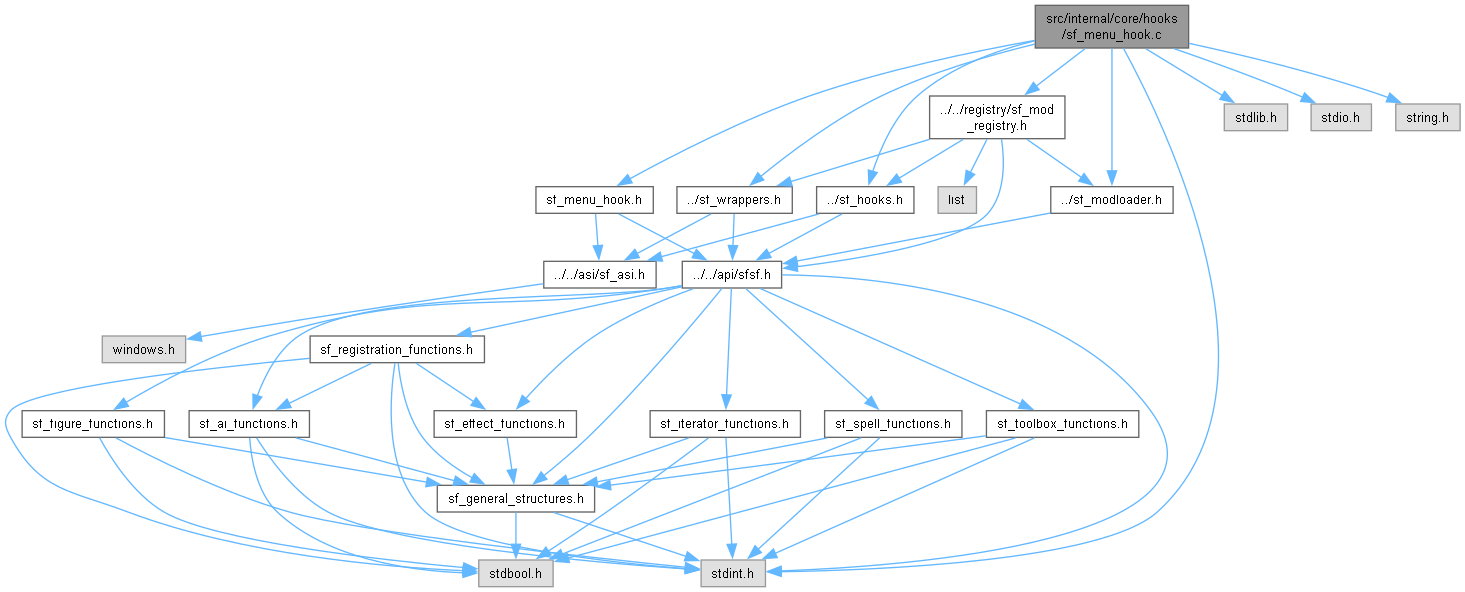 src/internal/core/hooks
/sf_menu_hook.c
../../registry/sf_mod
_registry.h
stdlib.h
stdio.h
string.h
sf_menu_hook.h
../sf_wrappers.h
../sf_hooks.h
list
../sf_modloader.h
../../asi/sf_asi.h
../../api/sfsf.h
windows.h
sf_registration_functions.h
sf_figure_functions.h
sf_ai_functions.h
sf_effect_functions.h
sf_iterator_functions.h
sf_spell_functions.h
sf_toolbox_functions.h
sf_general_structures.h
stdbool.h
stdint.h